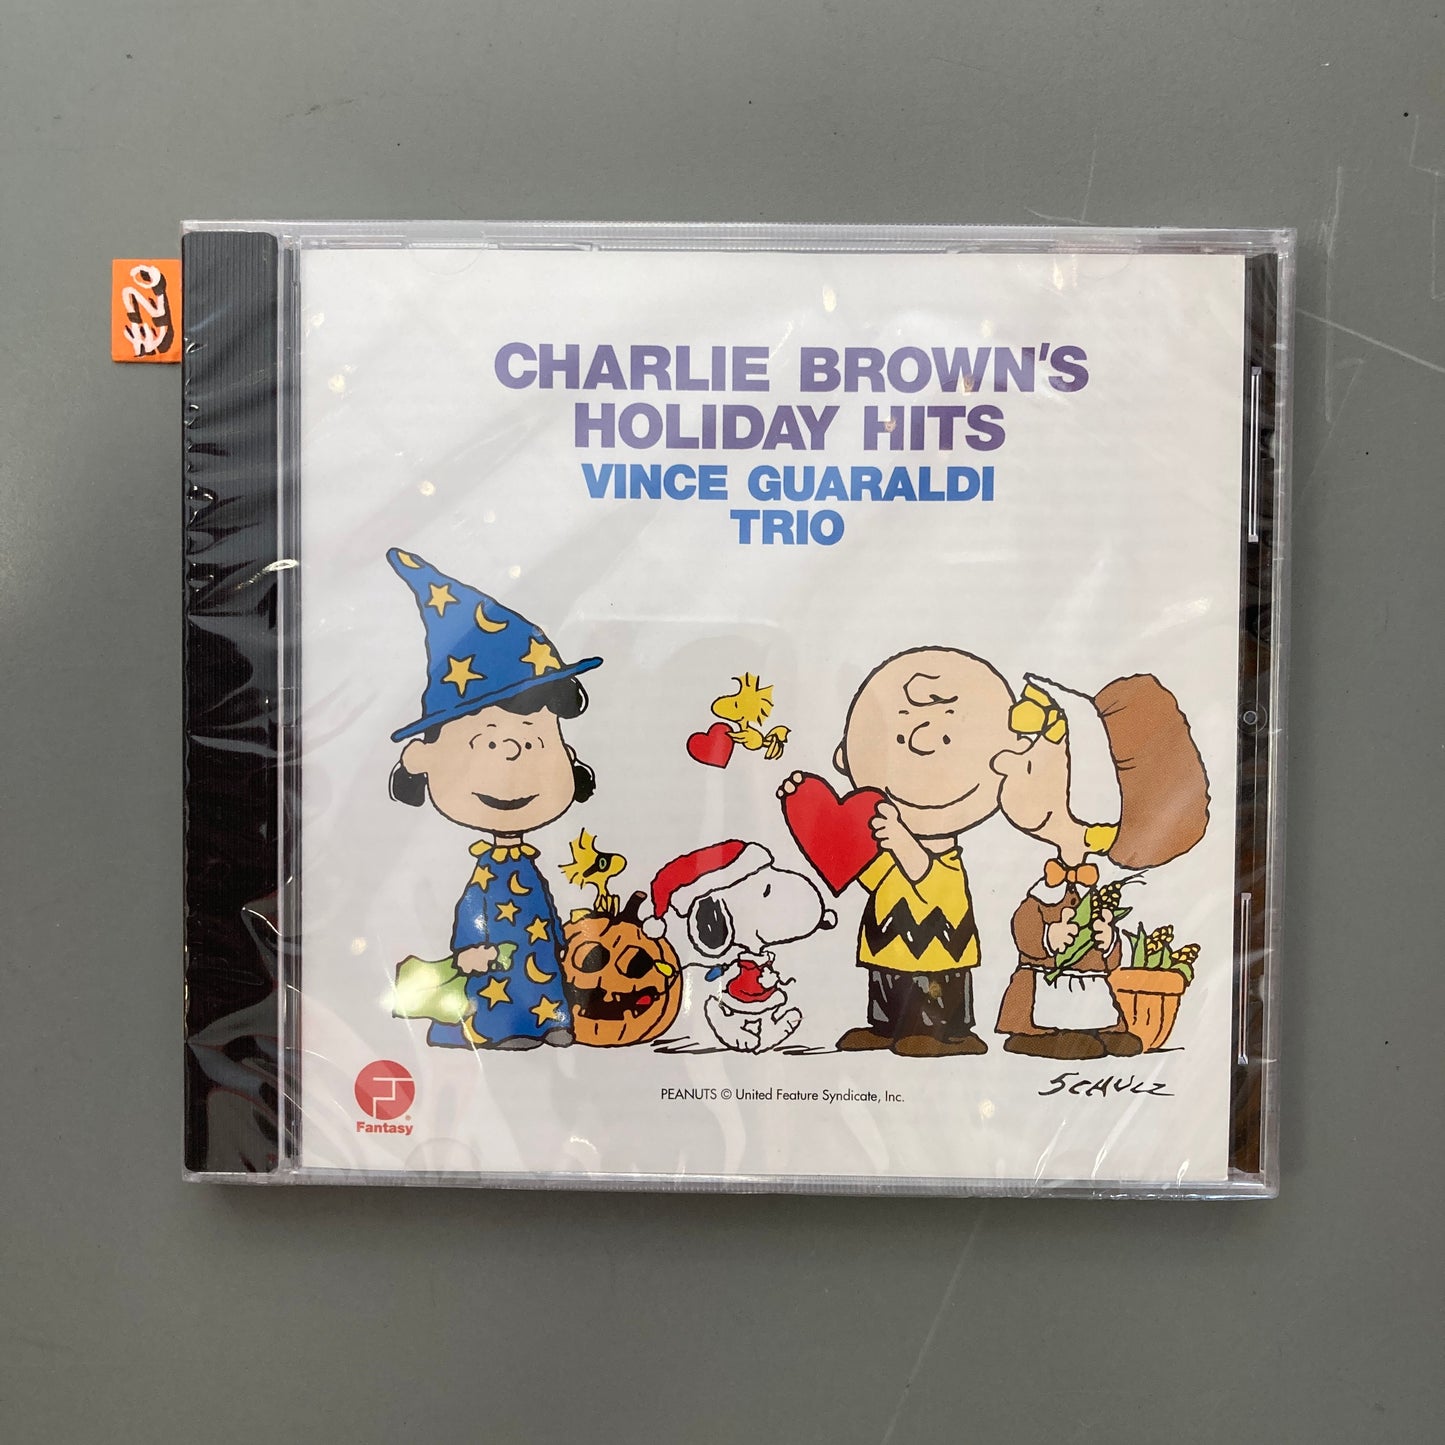 €20
CHARLIE BROWN'S
HOLIDAY HITS
VINCE GUARALDI
TRIO
PEANUTS © United Feature Syndicate, Inc.
SCHULZ
Fantasy®